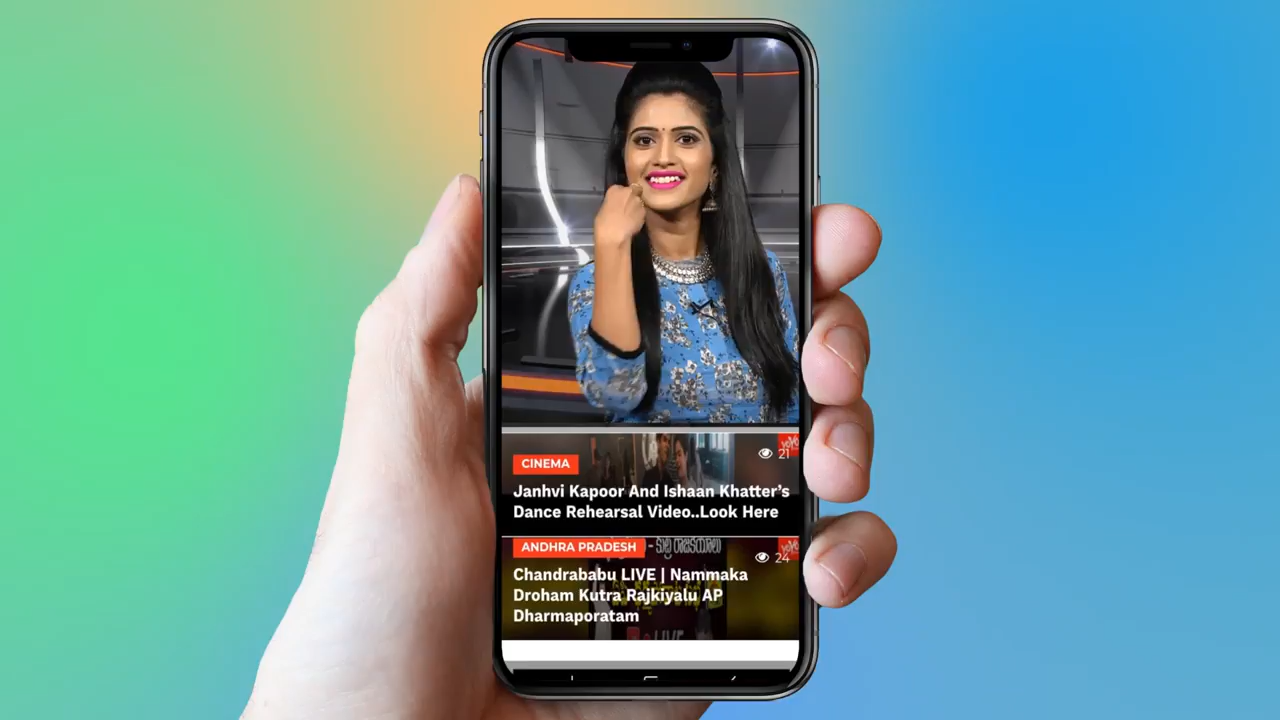 CINEMA
21
Janhvi Kapoor And Ishaan Khatter's
Dance Rehearsal Video..Look Here
ANDHRA PRADESH
24
Chandrababu LIVE | Nammaka
Droham Kutra Rajkiyalu AP
Dharmaporatam
LIVE